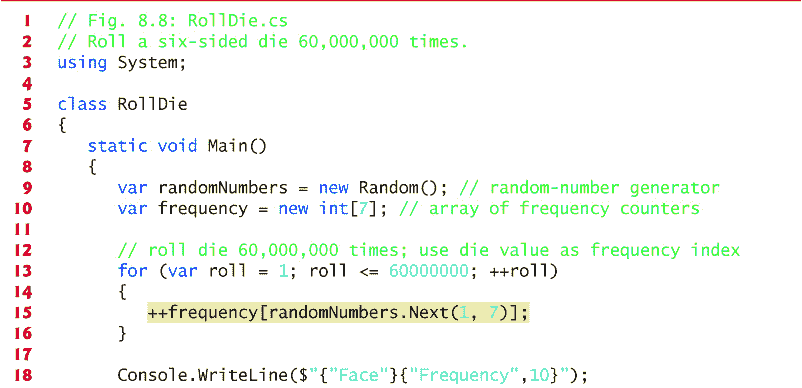 1 // Fig. 8.8: RollDie.cs
2 // Roll a six-sided die 60,000,000 times.
3 using System;
4
5 class RollDie
6 {
7    static void Main()
8    {
9       var randomNumbers = new Random(); // random-number generator
10       var frequency = new int[7]; // array of frequency counters
11
12       // roll die 60,000,000 times; use die value as frequency index
13       for (var roll = 1; roll <= 60000000; ++roll)
14       {
15          ++frequency[randomNumbers.Next(1, 7)];
16       }
17
18       Console.WriteLine($"{"Face"}{"Frequency",10}");